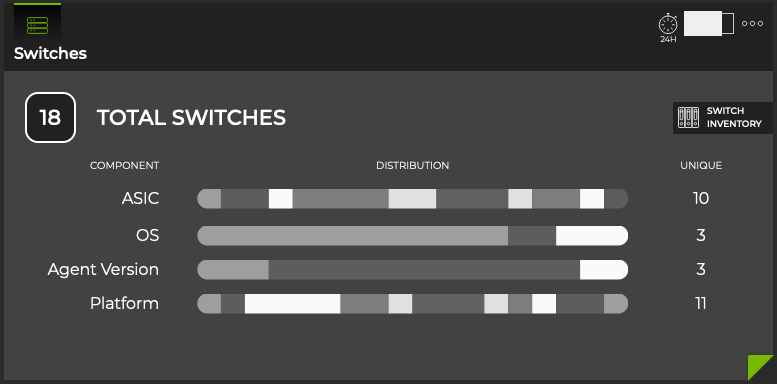 24H
Switches
18 TOTAL SWITCHES
SWITCH
INVENTORY
COMPONENT DISTRIBUTION UNIQUE
ASIC 10
OS 3
Agent Version 3
Platform 11